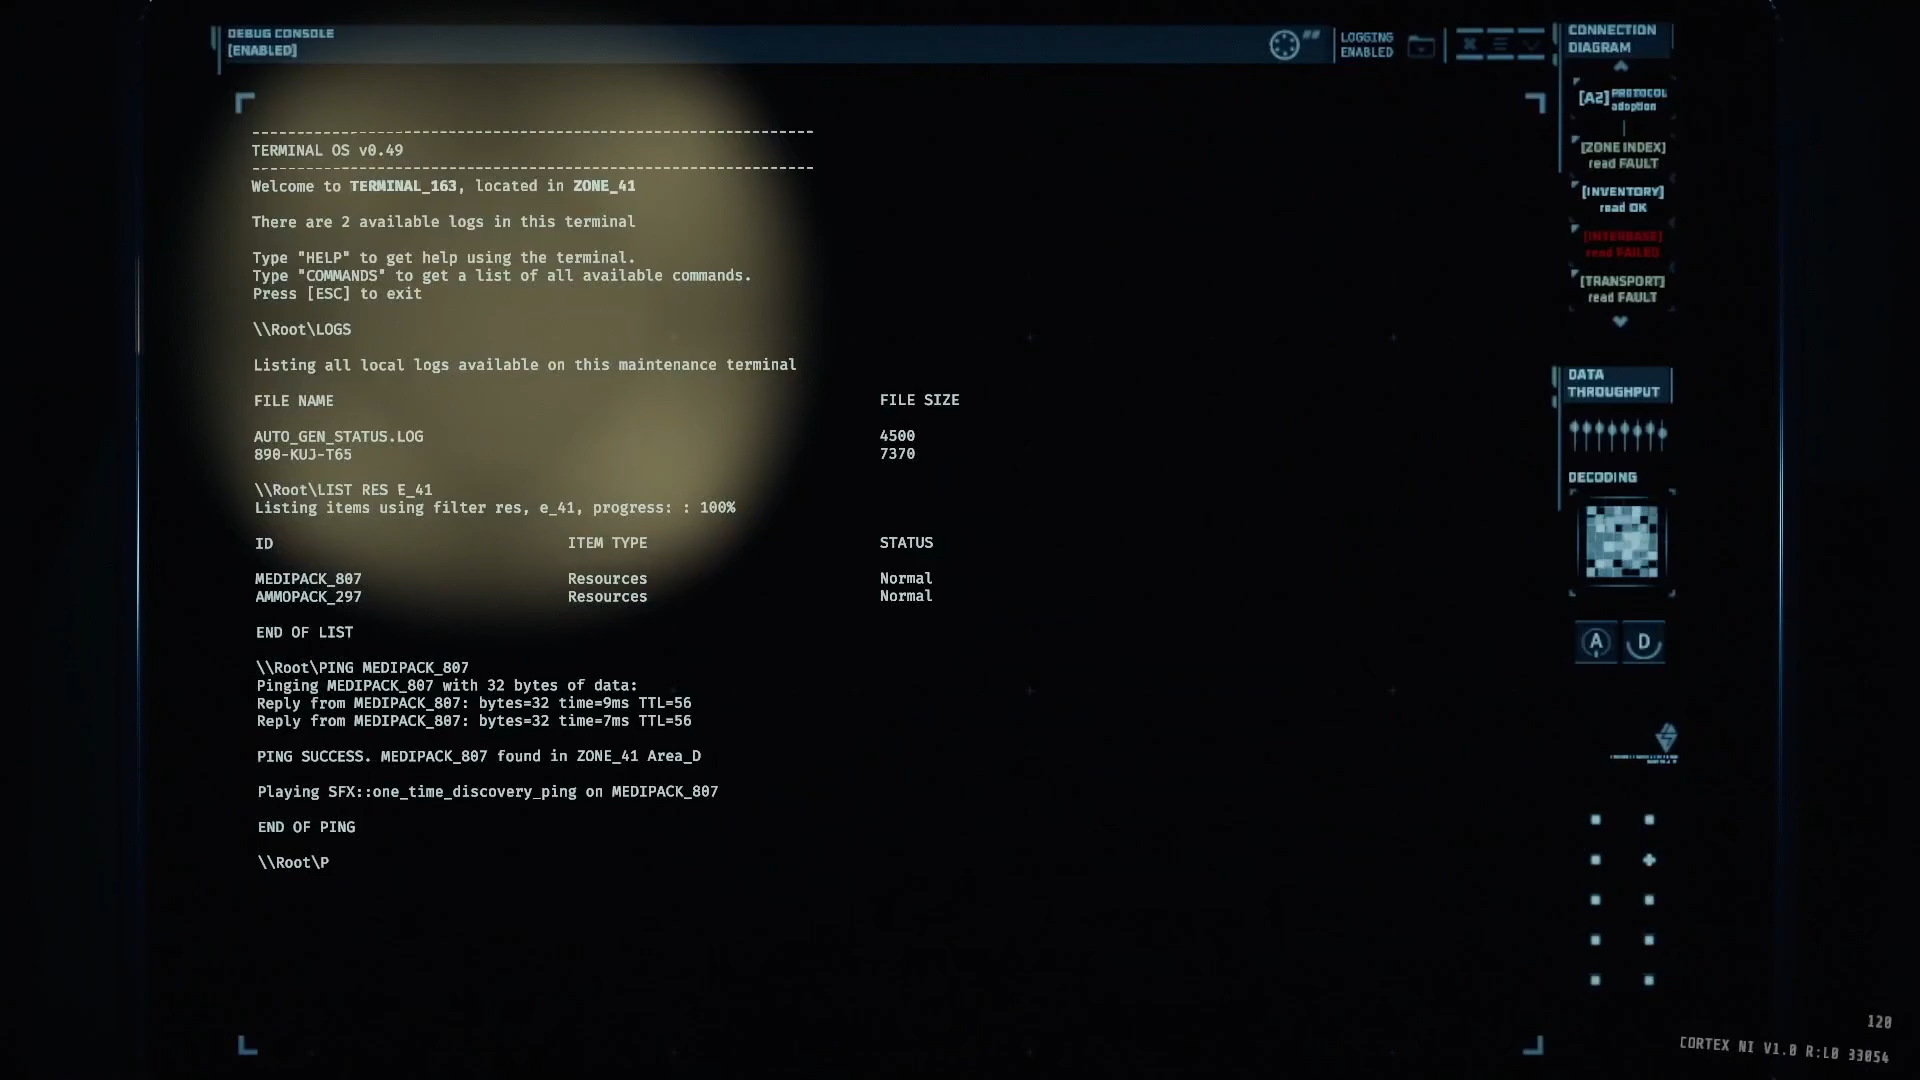 DEBUG CONSOLE
[ENABLED]
LOGGING
ENABLED
------------------------------------------------------------
TERMINAL OS v0.49
------------------------------------------------------------
Welcome to TERMINAL_163, located in ZONE_41
There are 2 available logs in this terminal
Type "HELP" to get help using the terminal.
Type "COMMANDS" to get a list of all available commands.
Press [ESC] to exit
\\Root\LOGS
Listing all local logs available on this maintenance terminal
FILE NAME FILE SIZE
AUTO_GEN_STATUS.LOG 4500
890-KUJ-T65 7370
\\Root\LIST RES E_41
Listing items using filter res, e_41, progress: : 100%
ID ITEM TYPE STATUS
MEDIPACK_807 Resources Normal
AMMOPACK_297 Resources Normal
END OF LIST
\\Root\PING MEDIPACK_807
Pinging MEDIPACK_807 with 32 bytes of data:
Reply from MEDIPACK_807: bytes=32 time=9ms TTL=56
Reply from MEDIPACK_807: bytes=32 time=7ms TTL=56
PING SUCCESS. MEDIPACK_807 found in ZONE_41 Area_D
Playing SFX::one_time_discovery_ping on MEDIPACK_807
END OF PING
\\Root\P
CONNECTION
DIAGRAM
[A2] PROTOCOL
adoption
[ZONE INDEX]
read FAULT
[INVENTORY]
read OK
[INTERBASE]
read FAILED
[TRANSPORT]
read FAULT
DATA
THROUGHPUT
DECODING
A D
120
CORTEX NI V1.0 R:L0 33054